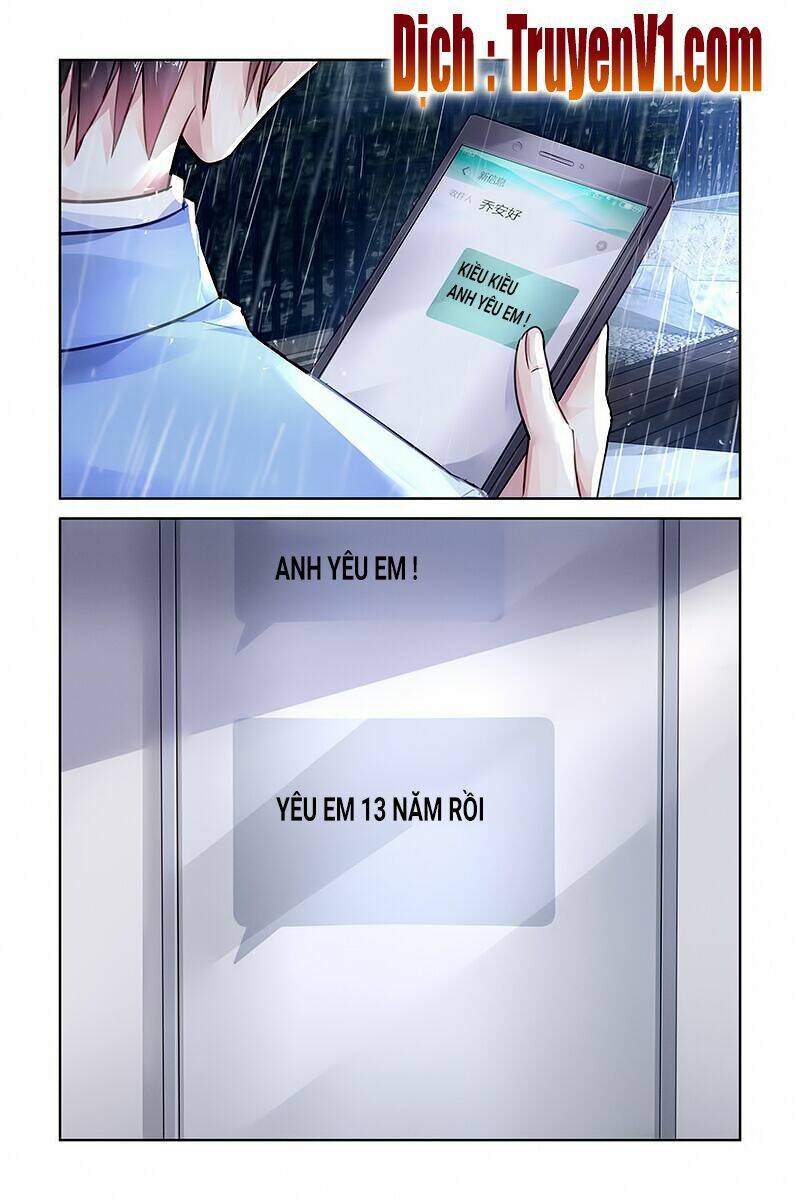 Dịch : TruyenV1.com
新信息
收件人 乔安好
KIỀU KIỀU
ANH YÊU EM !
ANH YÊU EM !
YÊU EM 13 NĂM RỒI